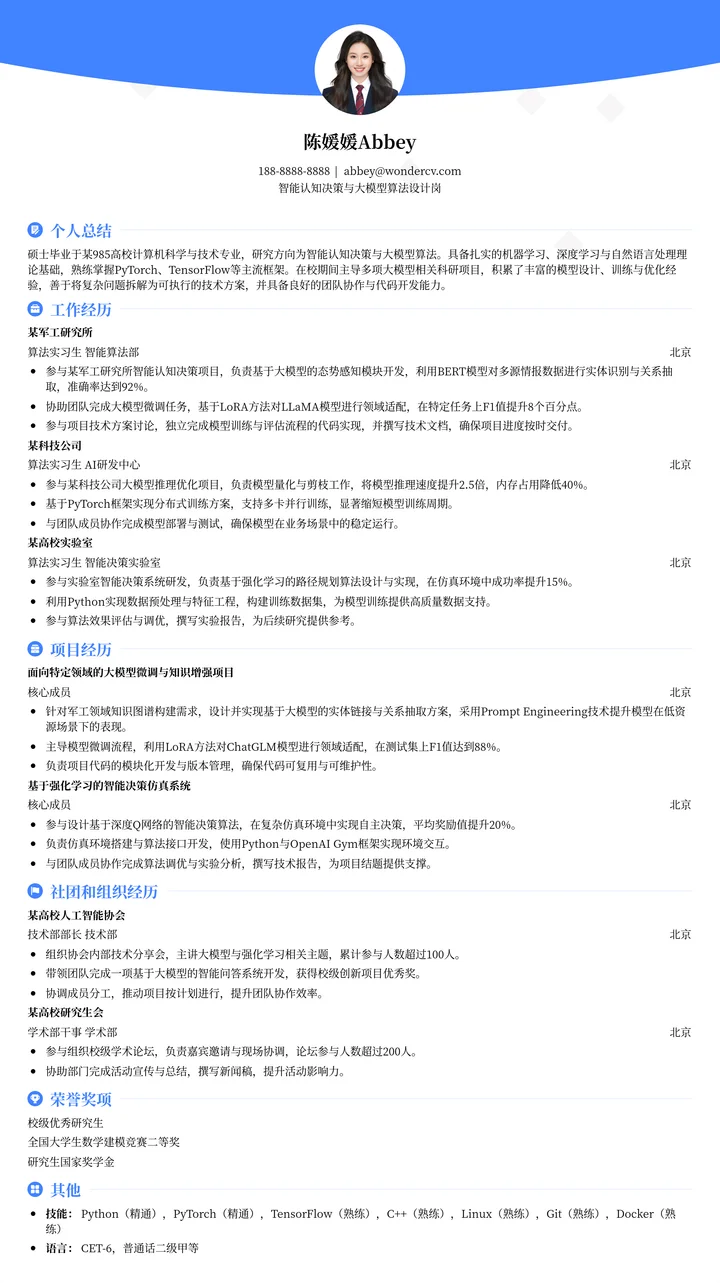 陈媛媛Abbey
188-8888-8888 | abbey@wondercv.com
智能认知决策与大模型算法设计岗
个人总结
硕士毕业于某985高校计算机科学与技术专业，研究方向为智能认知决策与大模型算法。具备扎实的机器学习、深度学习与自然语言处理理
论基础，熟练掌握PyTorch、TensorFlow等主流框架。在校期间主导多项大模型相关科研项目，积累了丰富的模型设计、训练与优化经
验，善于将复杂问题拆解为可执行的技术方案，并具备良好的团队协作与代码开发能力。
工作经历
某军工研究所
算法实习生 智能算法部 北京
• 参与某军工研究所智能认知决策项目，负责基于大模型的态势感知模块开发，利用BERT模型对多源情报数据进行实体识别与关系抽
取，准确率达到92%。
• 协助团队完成大模型微调任务，基于LoRA方法对LLaMA模型进行领域适配，在特定任务上F1值提升8个百分点。
• 参与项目技术方案讨论，独立完成模型训练与评估流程的代码实现，并撰写技术文档，确保项目进度按时交付。
某科技公司
算法实习生 AI研发中心 北京
• 参与某科技公司大模型推理优化项目，负责模型量化与剪枝工作，将模型推理速度提升2.5倍，内存占用降低40%。
• 基于PyTorch框架实现分布式训练方案，支持多卡并行训练，显著缩短模型训练周期。
• 与团队成员协作完成模型部署与测试，确保模型在业务场景中的稳定运行。
某高校实验室
算法实习生 智能决策实验室 北京
• 参与实验室智能决策系统研发，负责基于强化学习的路径规划算法设计与实现，在仿真环境中成功率提升15%。
• 利用Python实现数据预处理与特征工程，构建训练数据集，为模型训练提供高质量数据支持。
• 参与算法效果评估与调优，撰写实验报告，为后续研究提供参考。
项目经历
面向特定领域的大模型微调与知识增强项目
核心成员 北京
• 针对军工领域知识图谱构建需求，设计并实现基于大模型的实体链接与关系抽取方案，采用Prompt Engineering技术提升模型在低资
源场景下的表现。
• 主导模型微调流程，利用LoRA方法对ChatGLM模型进行领域适配，在测试集上F1值达到88%。
• 负责项目代码的模块化开发与版本管理，确保代码可复用与可维护性。
基于强化学习的智能决策仿真系统
核心成员 北京
• 参与设计基于深度Q网络的智能决策算法，在复杂仿真环境中实现自主决策，平均奖励值提升20%。
• 负责仿真环境搭建与算法接口开发，使用Python与OpenAI Gym框架实现环境交互。
• 与团队成员协作完成算法调优与实验分析，撰写技术报告，为项目结题提供支撑。
社团和组织经历
某高校人工智能协会
技术部部长 技术部 北京
• 组织协会内部技术分享会，主讲大模型与强化学习相关主题，累计参与人数超过100人。
• 带领团队完成一项基于大模型的智能问答系统开发，获得校级创新项目优秀奖。
• 协调成员分工，推动项目按计划进行，提升团队协作效率。
某高校研究生会
学术部干事 学术部 北京
• 参与组织校级学术论坛，负责嘉宾邀请与现场协调，论坛参与人数超过200人。
• 协助部门完成活动宣传与总结，撰写新闻稿，提升活动影响力。
荣誉奖项
校级优秀研究生
全国大学生数学建模竞赛二等奖
研究生国家奖学金
其他
• 技能： Python（精通）, PyTorch（精通）, TensorFlow（熟练）, C++（熟练）, Linux（熟练）, Git（熟练）, Docker（熟
练）
• 语言： CET-6，普通话二级甲等